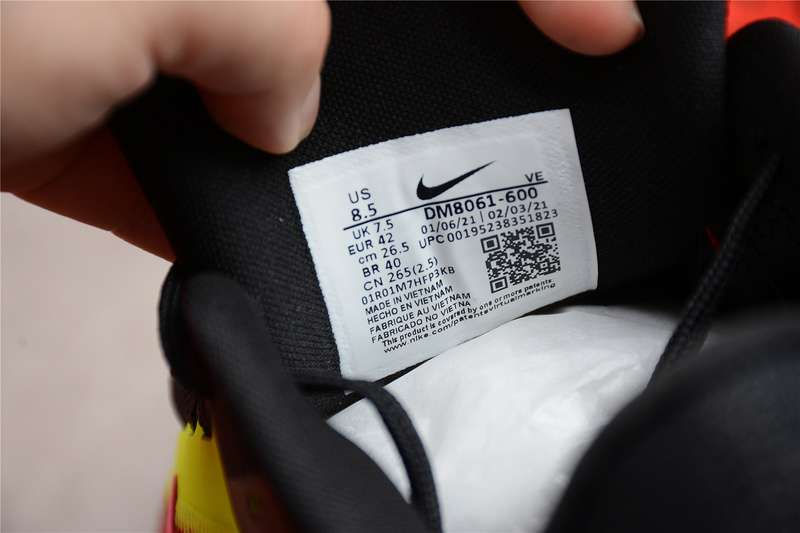 US
8.5
UK 7.5
EUR 42
cm 26.5
BR 40
CN 265(2.5)
VE
DM8061-600
01/06/21 | 02/03/21
UPC 00195238351823
01R01M7HFP3KB
MADE IN VIETNAM
HECHO EN VIETNAM
FABRIQUE AU VIETNAM
FABRICADO NO VIETNA
This product is covered by one or more patents.
www.nike.com/patentsvirtualmarking